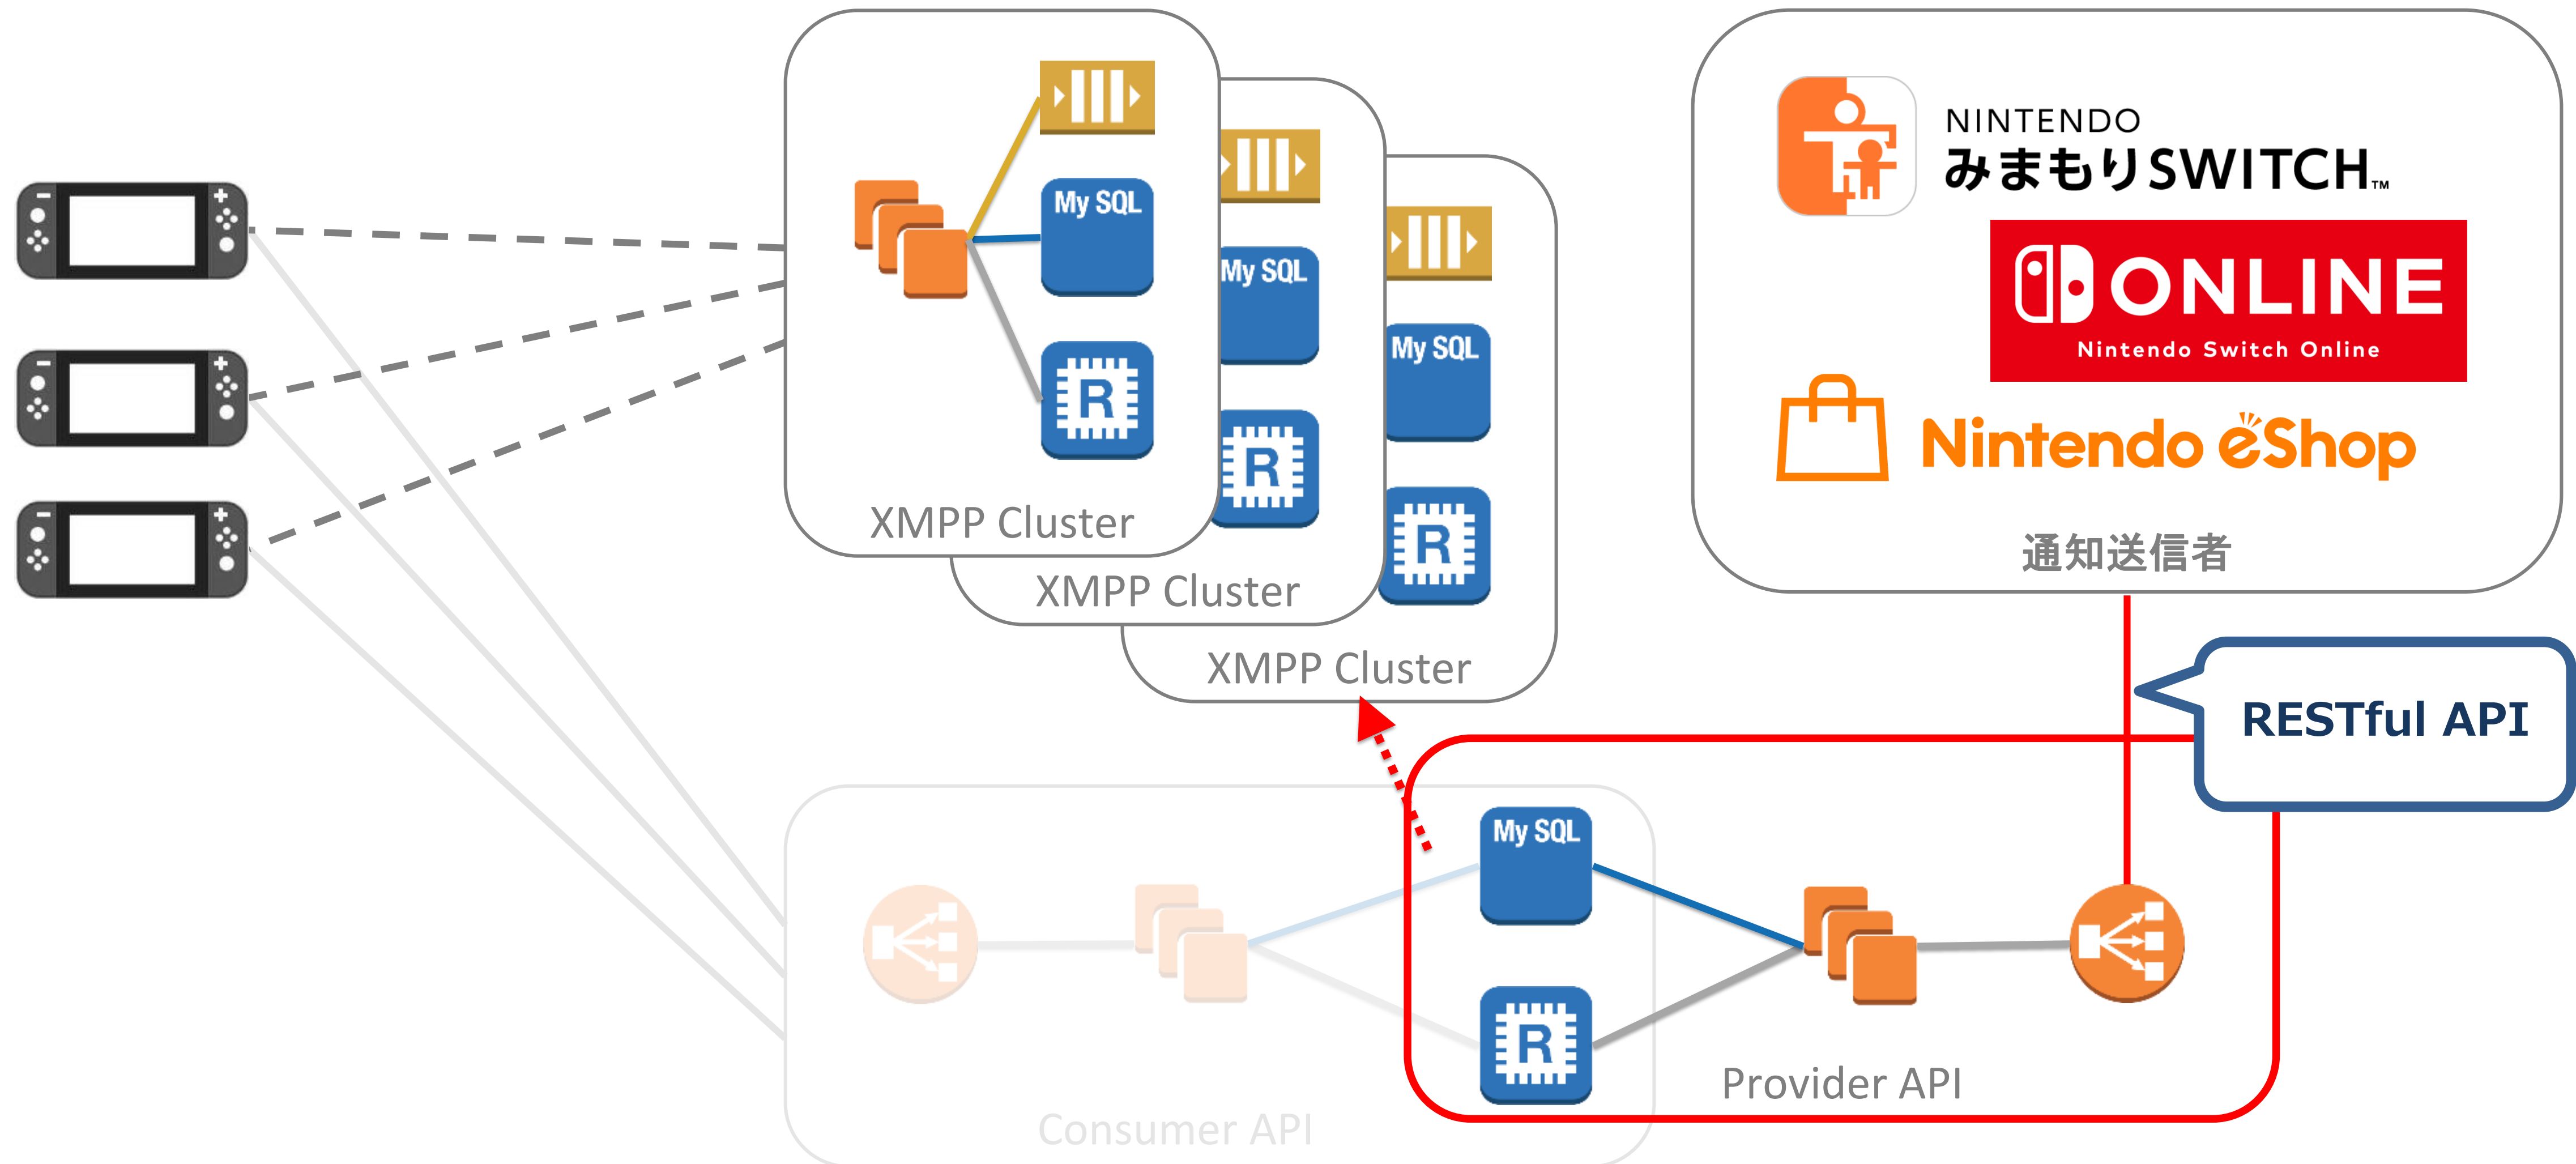 My SQL
R
XMPP Cluster
My SQL
R
XMPP Cluster
My SQL
R
XMPP Cluster
NINTENDO
みまもりSWITCH™
ONLINE
Nintendo Switch Online
Nintendo eShop
通知送信者
RESTful API
My SQL
R
Provider API
Consumer API